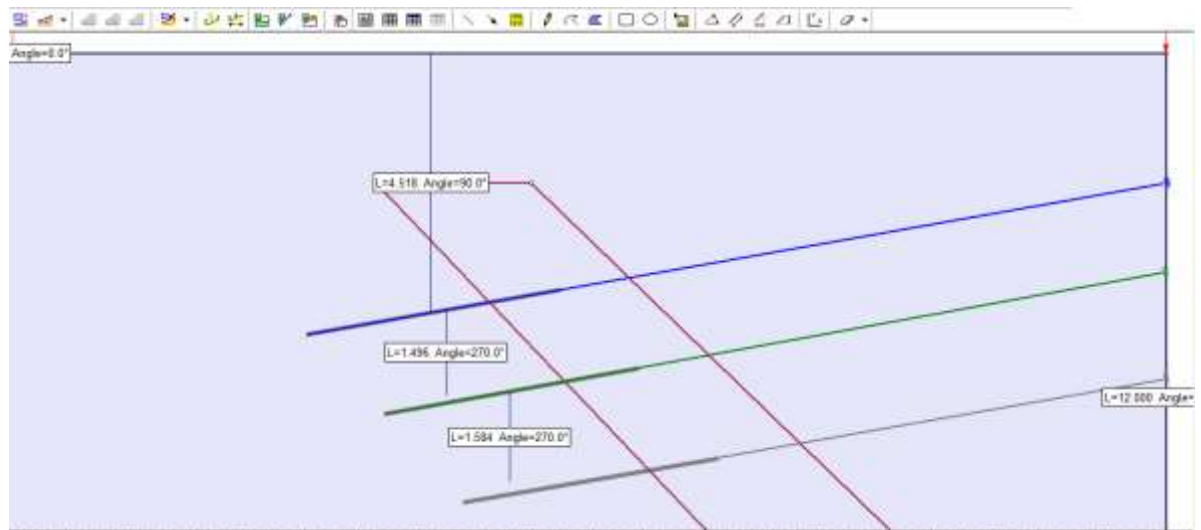 Angle=0.0°
L=4.518 Angle=90.0°
L=1.496 Angle=270.0°
L=12.000 Angle=
L=1.584 Angle=270.0°